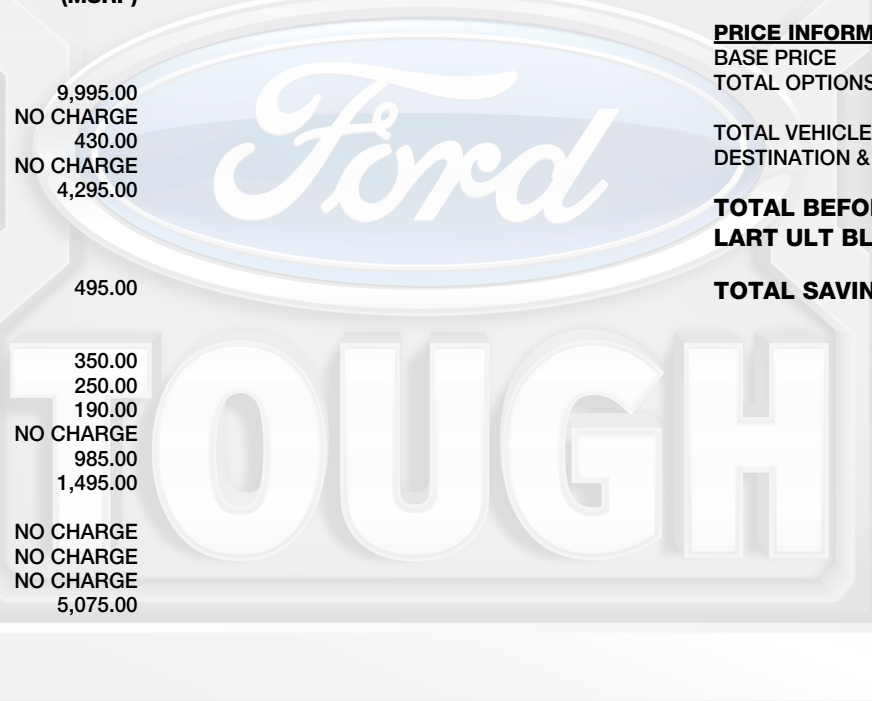 (MSRP)
9,995.00
NO CHARGE
430.00
NO CHARGE
4,295.00
495.00
350.00
250.00
190.00
NO CHARGE
985.00
1,495.00
NO CHARGE
NO CHARGE
NO CHARGE
5,075.00
PRICE INFORM
BASE PRICE
TOTAL OPTIONS
TOTAL VEHICLE
DESTINATION &
TOTAL BEFO
LART ULT BL
TOTAL SAVIN
Ford
TOUGH